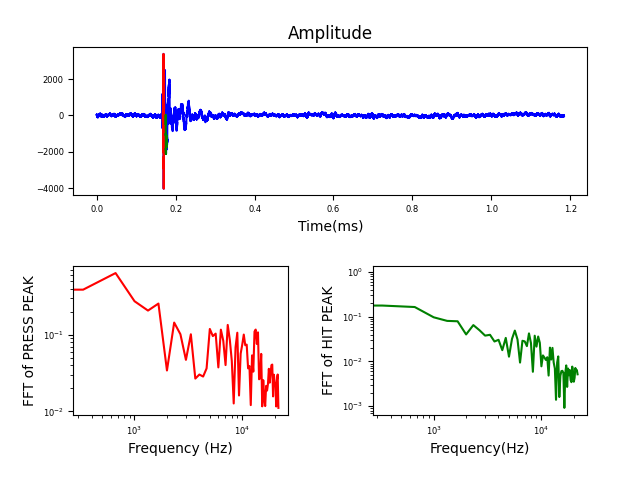 Amplitude
2000
0
−2000
−4000
0.0 0.2 0.4 0.6 0.8 1.0 1.2
Time(ms)
FFT of PRESS PEAK
10⁻¹
10⁻²
10³ 10⁴
Frequency (Hz)
FFT of HIT PEAK
10⁰
10⁻¹
10⁻²
10⁻³
10³ 10⁴
Frequency(Hz)